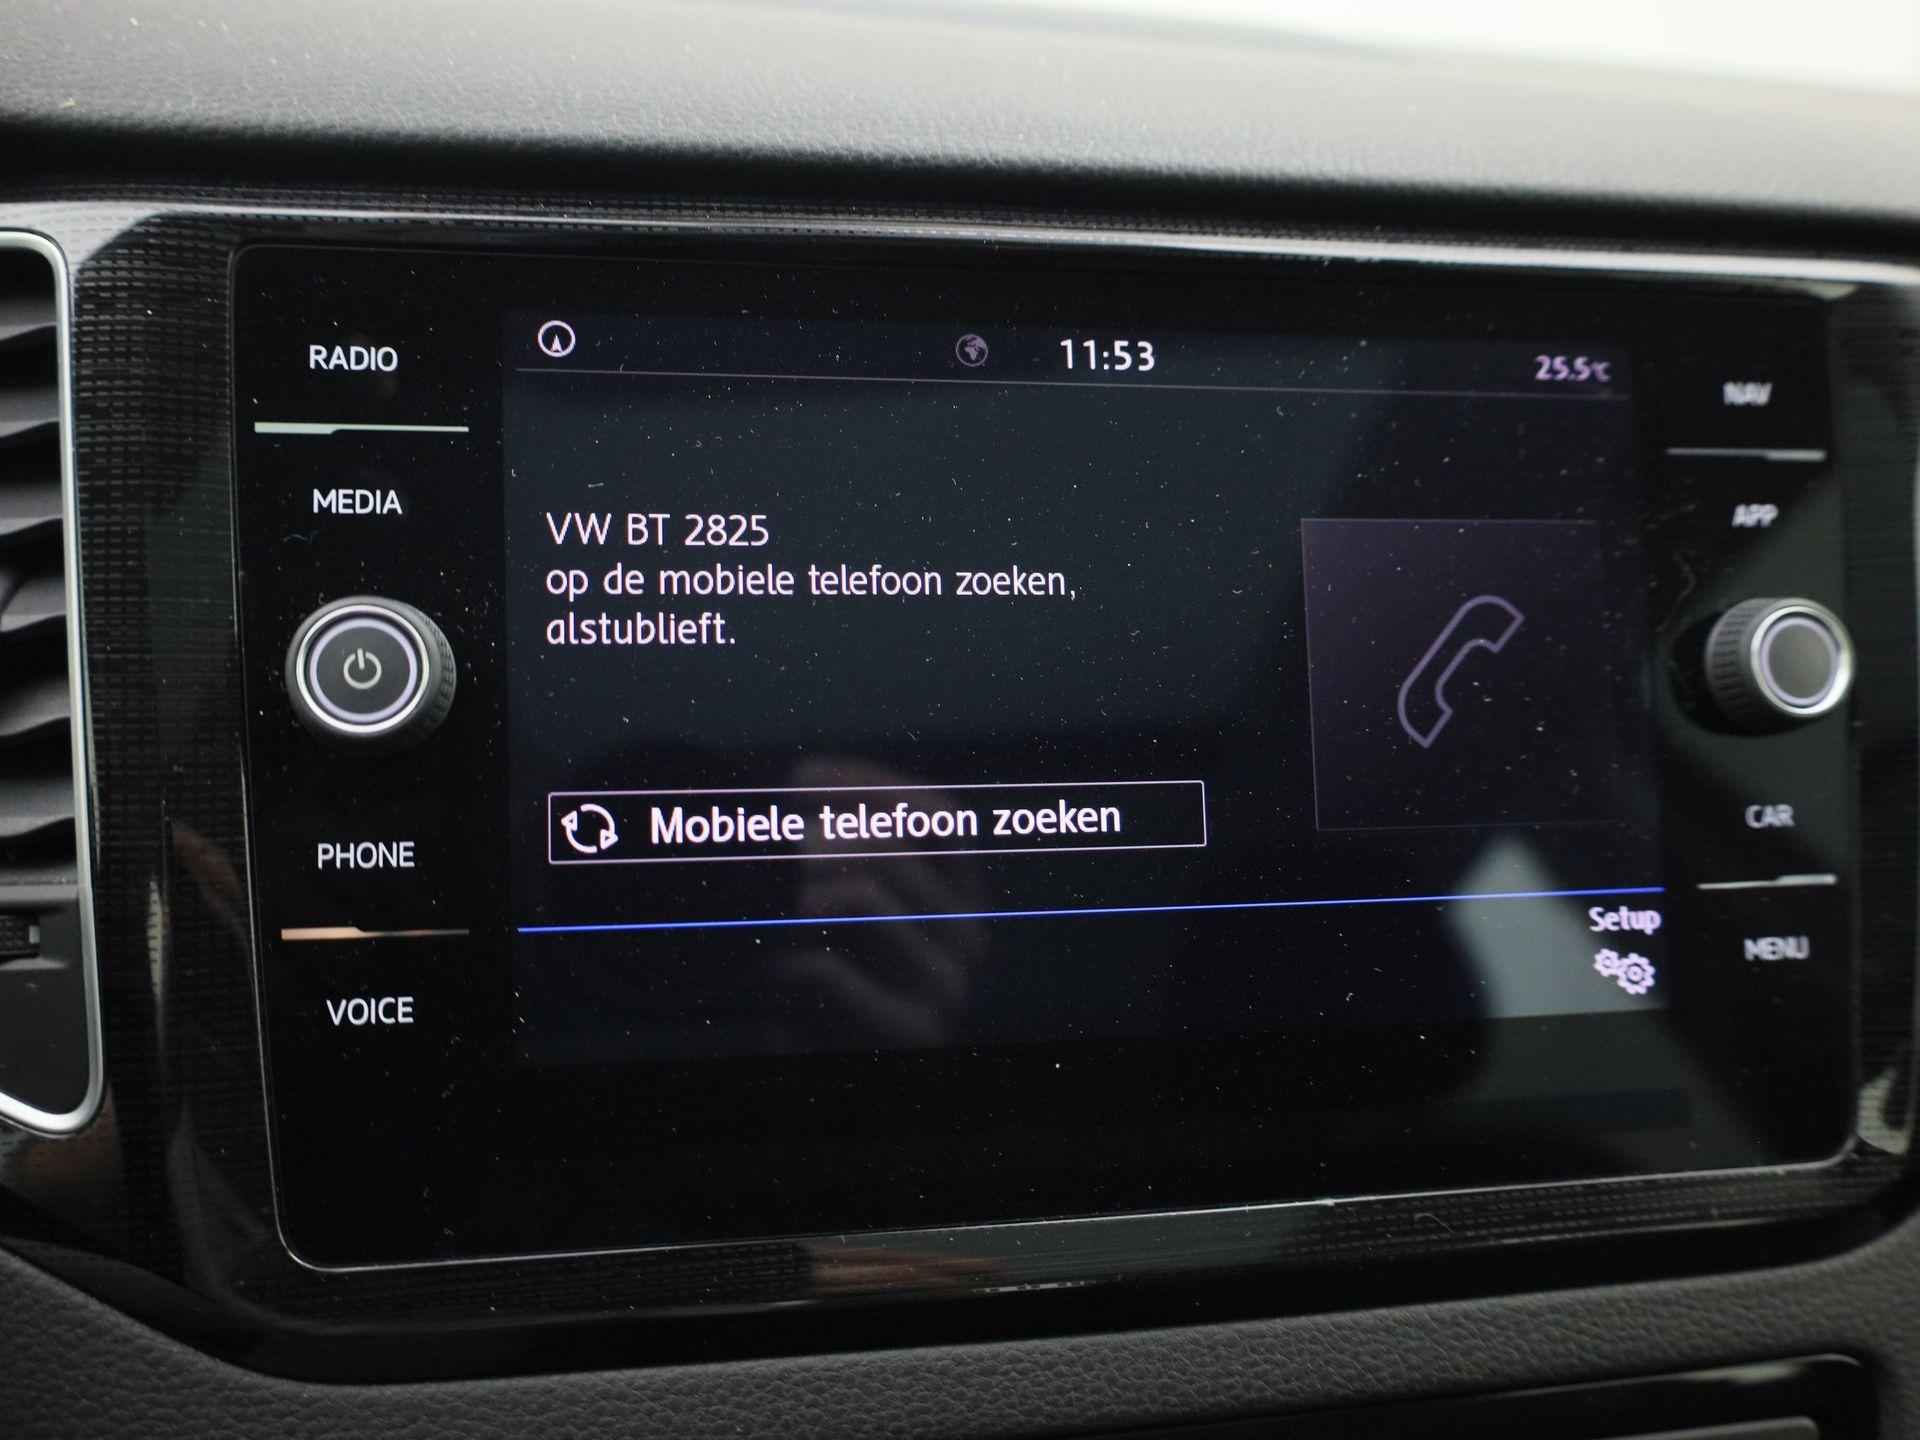 RADIO
MEDIA
PHONE
VOICE
11:53
25.5°C
VW BT 2825
op de mobiele telefoon zoeken,
alstublieft.
Mobiele telefoon zoeken
Setup
NAV
APP
CAR
MENU